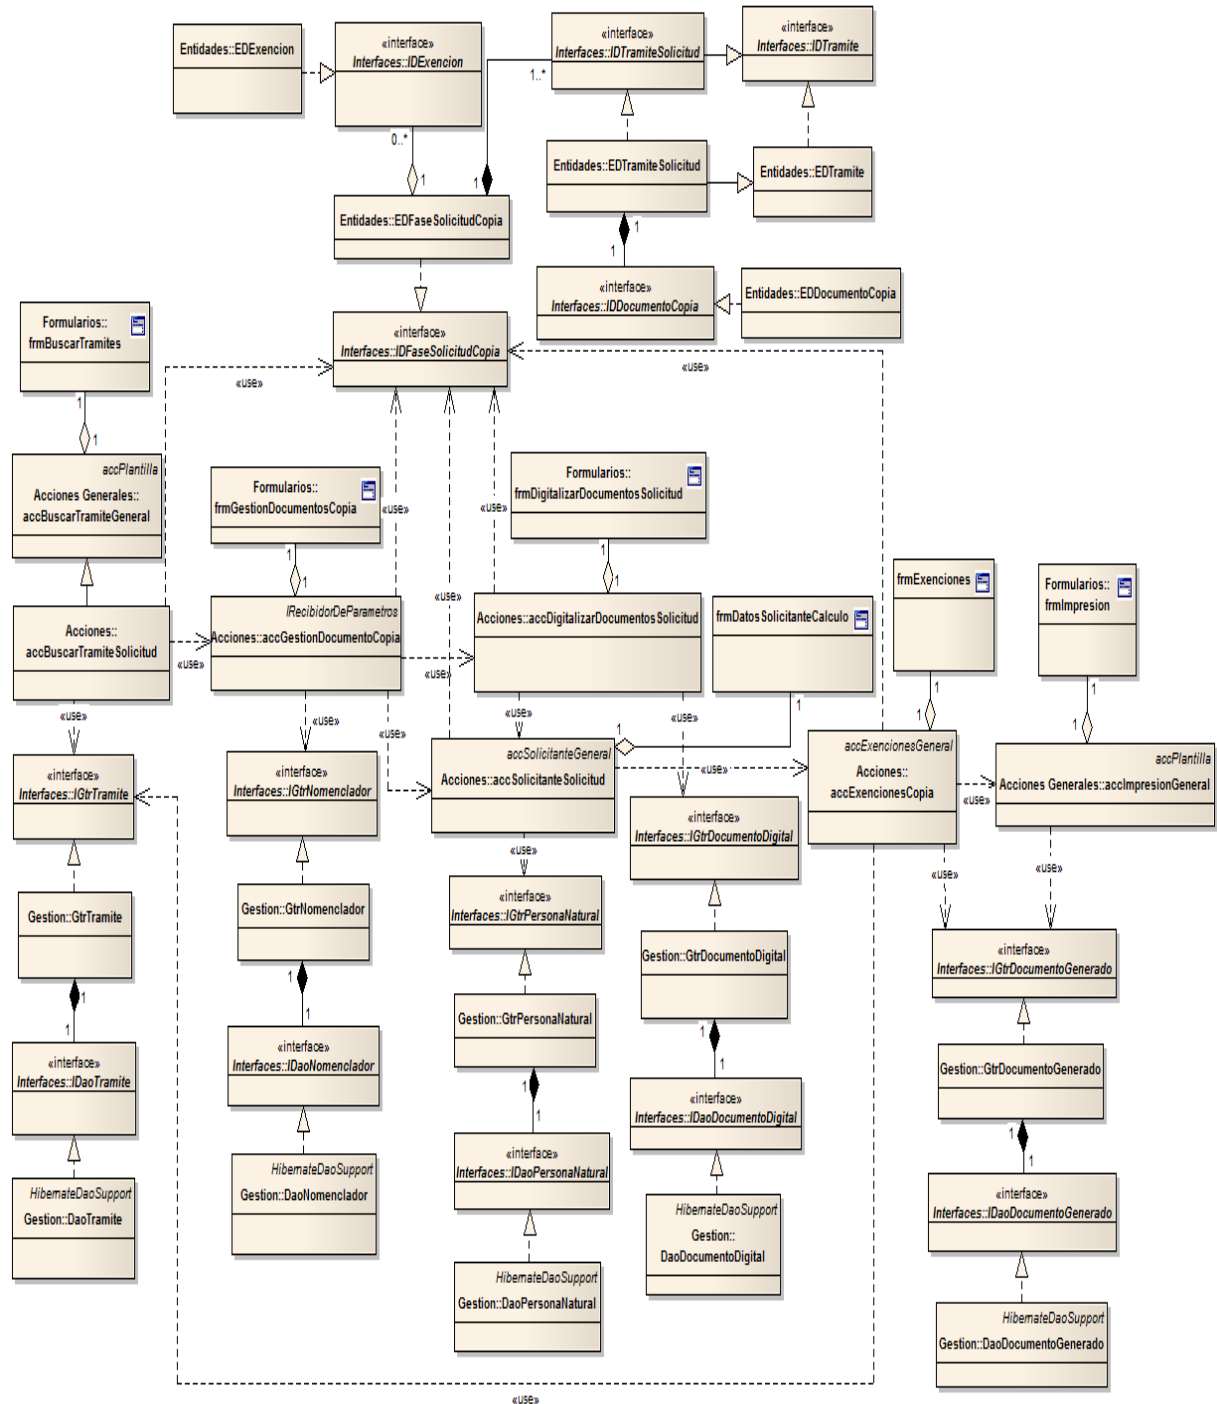 Entidades::EDExencion
«interface»
Interfaces::IDExencion
«interface»
Interfaces::IDTramiteSolicitud
«interface»
Interfaces::IDTramite
1..*
0..*
1
1
Entidades::EDTramiteSolicitud
Entidades::EDTramite
Entidades::EDFaseSolicitudCopia
1
1
«interface»
Interfaces::IDDocumentoCopia
Entidades::EDDocumentoCopia
Formularios::
frmBuscarTramites
«interface»
Interfaces::IDFaseSolicitudCopia
«use»
«use»
1
1
accPlantilla
Acciones Generales::
accBuscarTramiteGeneral
Formularios::
frmGestionDocumentosCopia
«use»
«use»
Formularios::
frmDigitalizarDocumentosSolicitud
1
1
1
1
frmExenciones
Formularios::
frmImpresion
Acciones::
accBuscarTramiteSolicitud
«use»
IRecibidorDeParametros
Acciones::accGestionDocumentoCopia
«use»
«use»
Acciones::accDigitalizarDocumentosSolicitud
frmDatosSolicitanteCalculo
1
1
1
1
1
1
«use»
«use»
«use»
«use»
«use»
«interface»
Interfaces::IGtrTramite
«interface»
Interfaces::IGtrNomenclador
accSolicitanteGeneral
Acciones::accSolicitanteSolicitud
«use»
accExencionesGeneral
Acciones::
accExencionesCopia
«use»
accPlantilla
Acciones Generales::accImpresionGeneral
«interface»
Interfaces::IGtrDocumentoDigital
«use»
«use»
«use»
Gestion::GtrTramite
Gestion::GtrNomenclador
«interface»
Interfaces::IGtrPersonaNatural
Gestion::GtrDocumentoDigital
«interface»
Interfaces::IGtrDocumentoGenerado
1
1
1
1
Gestion::GtrPersonaNatural
1
1
«interface»
Interfaces::IDaoTramite
«interface»
Interfaces::IDaoNomenclador
1
1
«interface»
Interfaces::IDaoDocumentoDigital
Gestion::GtrDocumentoGenerado
1
1
«interface»
Interfaces::IDaoPersonaNatural
HibernateDaoSupport
Gestion::DaoTramite
HibernateDaoSupport
Gestion::DaoNomenclador
HibernateDaoSupport
Gestion::
DaoDocumentoDigital
«interface»
Interfaces::IDaoDocumentoGenerado
HibernateDaoSupport
Gestion::DaoPersonaNatural
HibernateDaoSupport
Gestion::DaoDocumentoGenerado
«use»